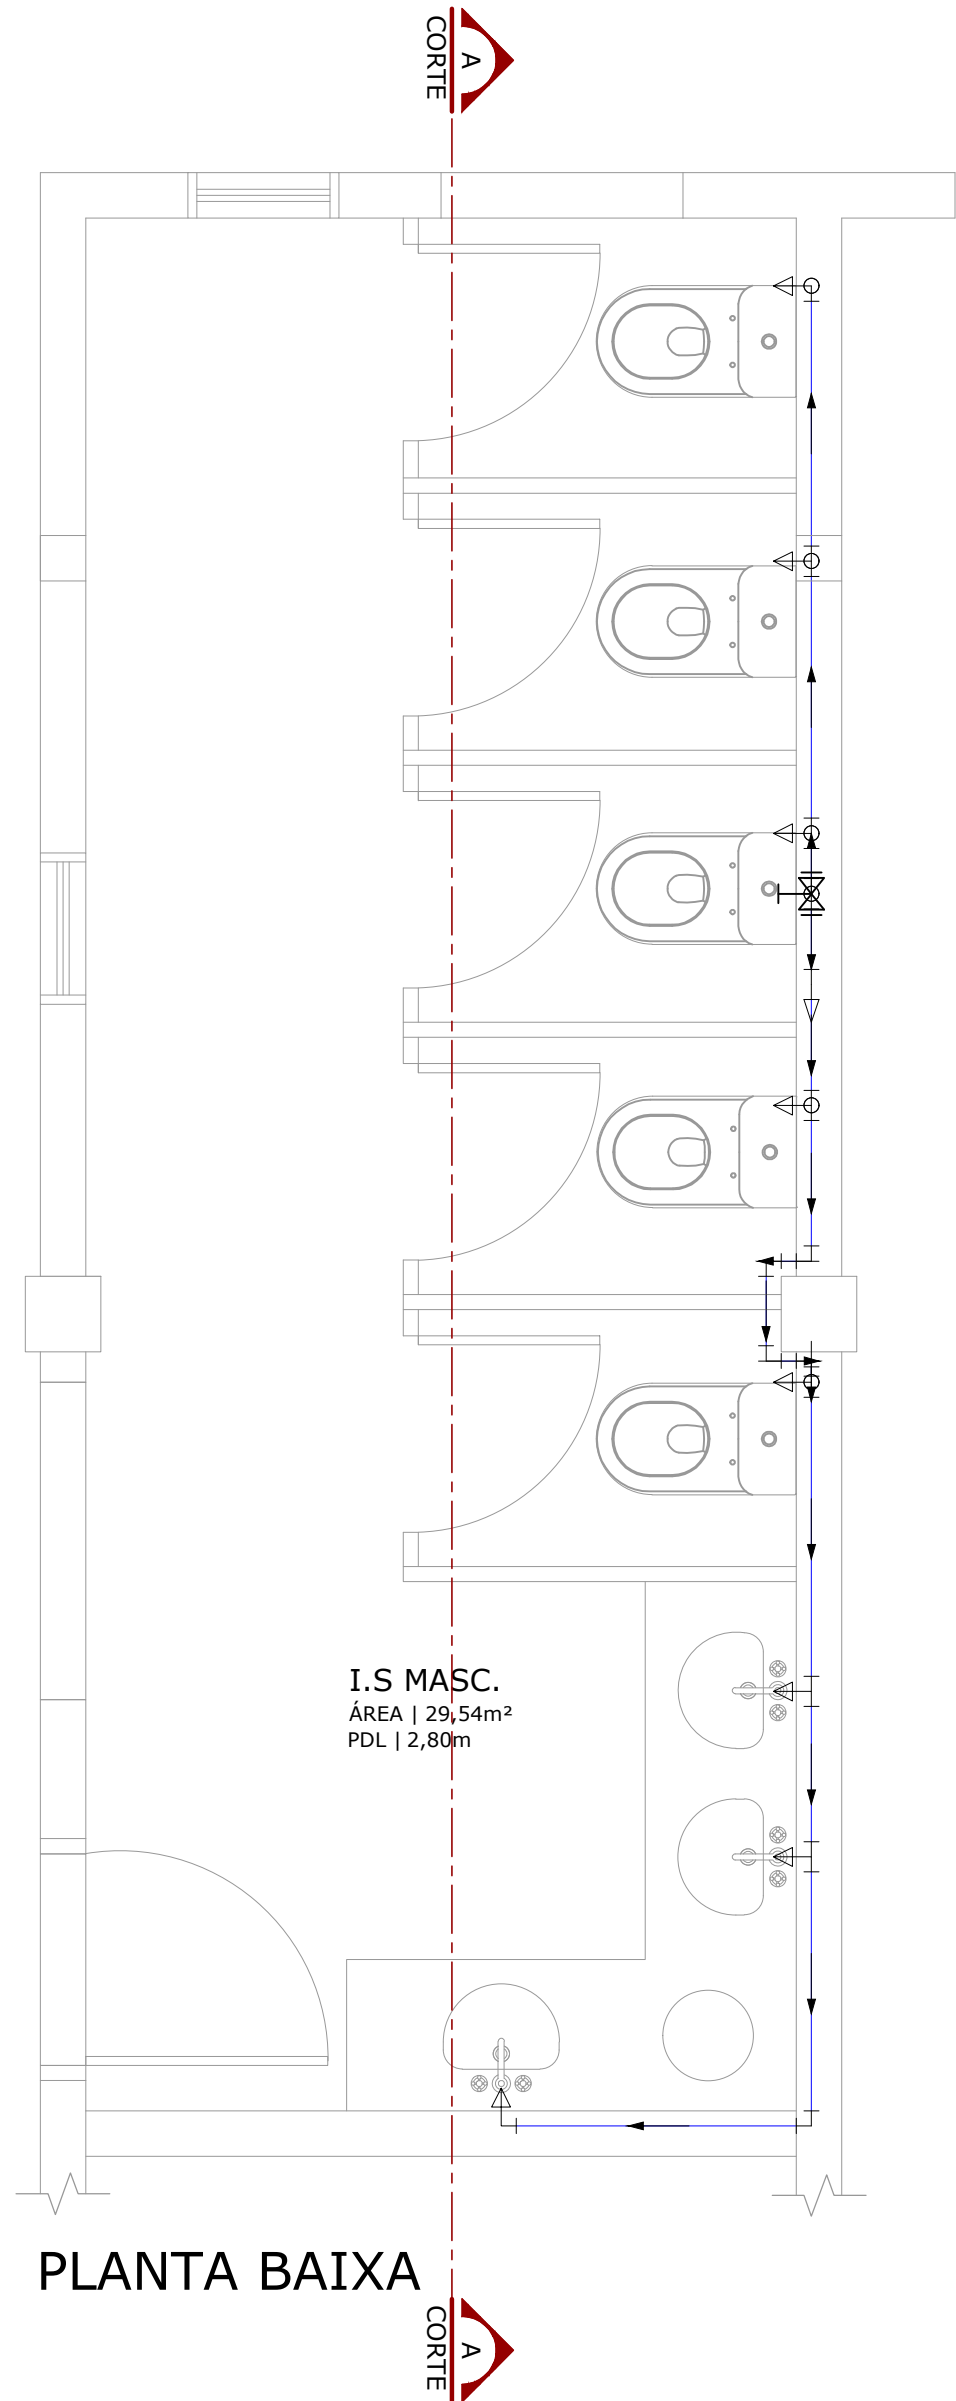 CORTE
A
I.S MASC.
ÁREA | 29,54m²
PDL | 2,80m
PLANTA BAIXA
CORTE
A